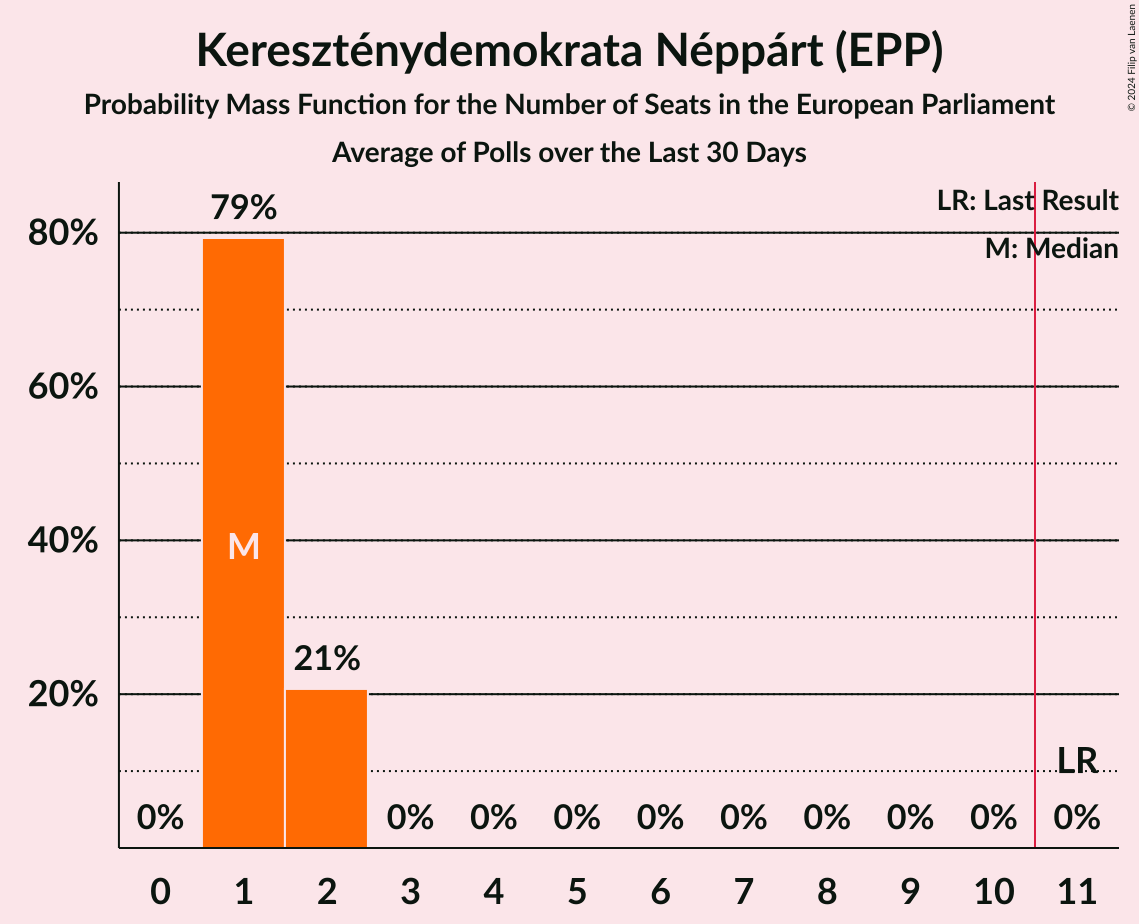 Kereszténydemokrata Néppárt (EPP)
Probability Mass Function for the Number of Seats in the European Parliament
Average of Polls over the Last 30 Days
© 2024 Filip van Laenen
LR: Last Result
M: Median
79%
80%
60%
40%
M
21%
20%
LR
0% 0% 0% 0% 0% 0% 0% 0% 0% 0%
0 1 2 3 4 5 6 7 8 9 10 11